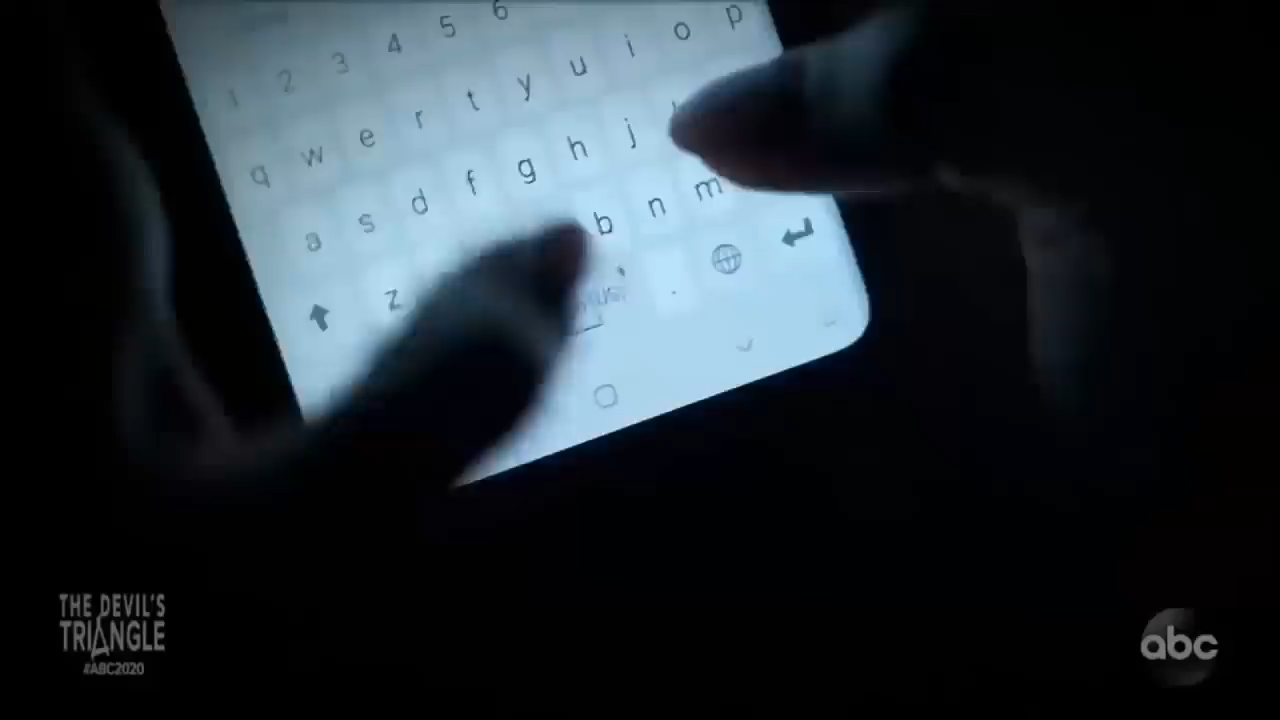 1 2 3 4 5 6
q w e r t y u i o p
a s d f g h j
z b n m
, .
THE DEVIL'S
TRIANGLE
#ABC2020
abc